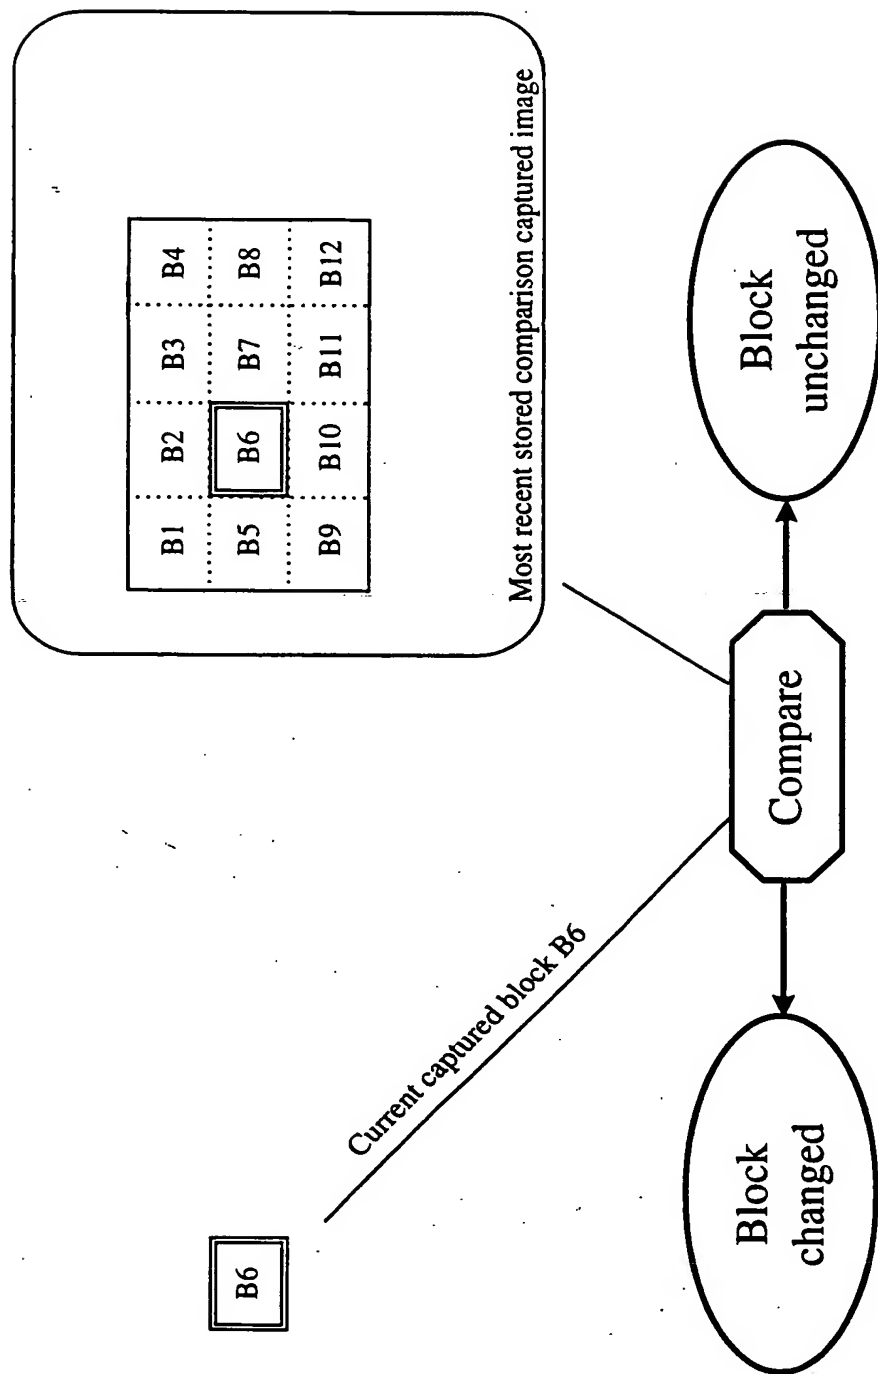 B6
Current captured block B6
B1 B2 B3 B4
B5 B6 B7 B8
B9 B10 B11 B12
Most recent stored comparison captured image
Compare
Block
changed
Block
unchanged